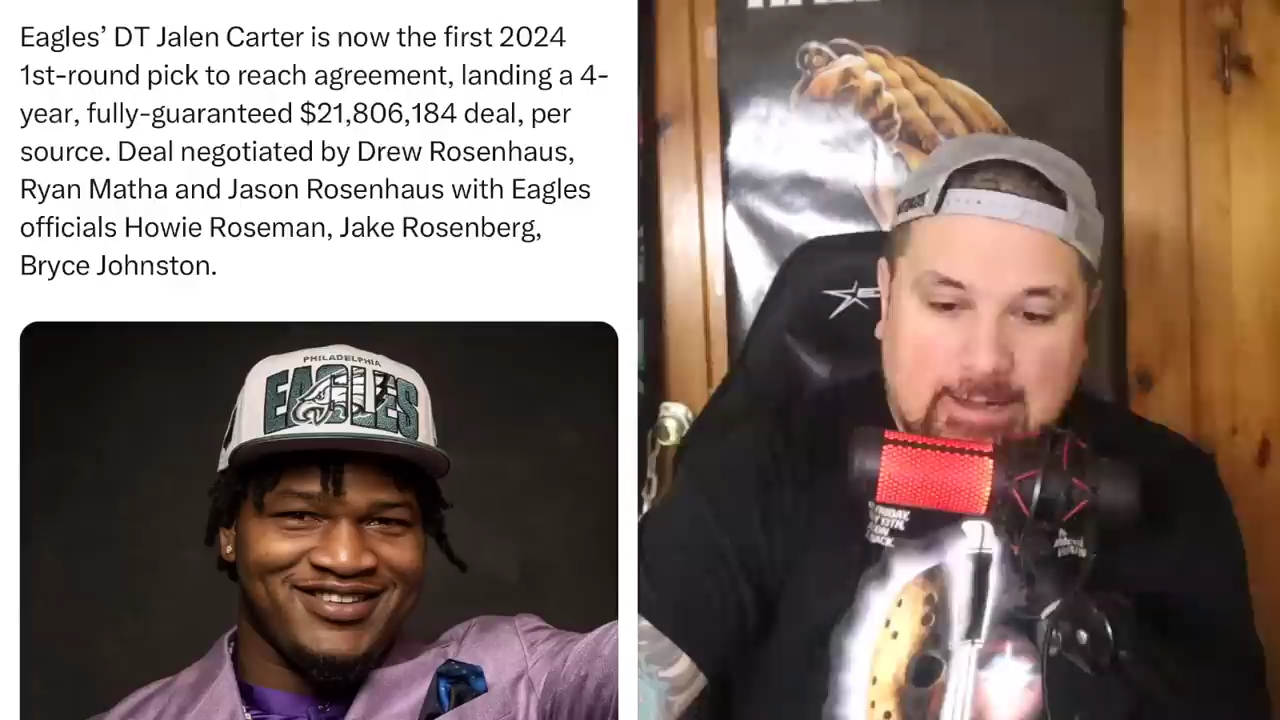 Eagles’ DT Jalen Carter is now the first 2024
1st-round pick to reach agreement, landing a 4-
year, fully-guaranteed $21,806,184 deal, per
source. Deal negotiated by Drew Rosenhaus,
Ryan Matha and Jason Rosenhaus with Eagles
officials Howie Roseman, Jake Rosenberg,
Bryce Johnston.
PHILADELPHIA
EAGLES